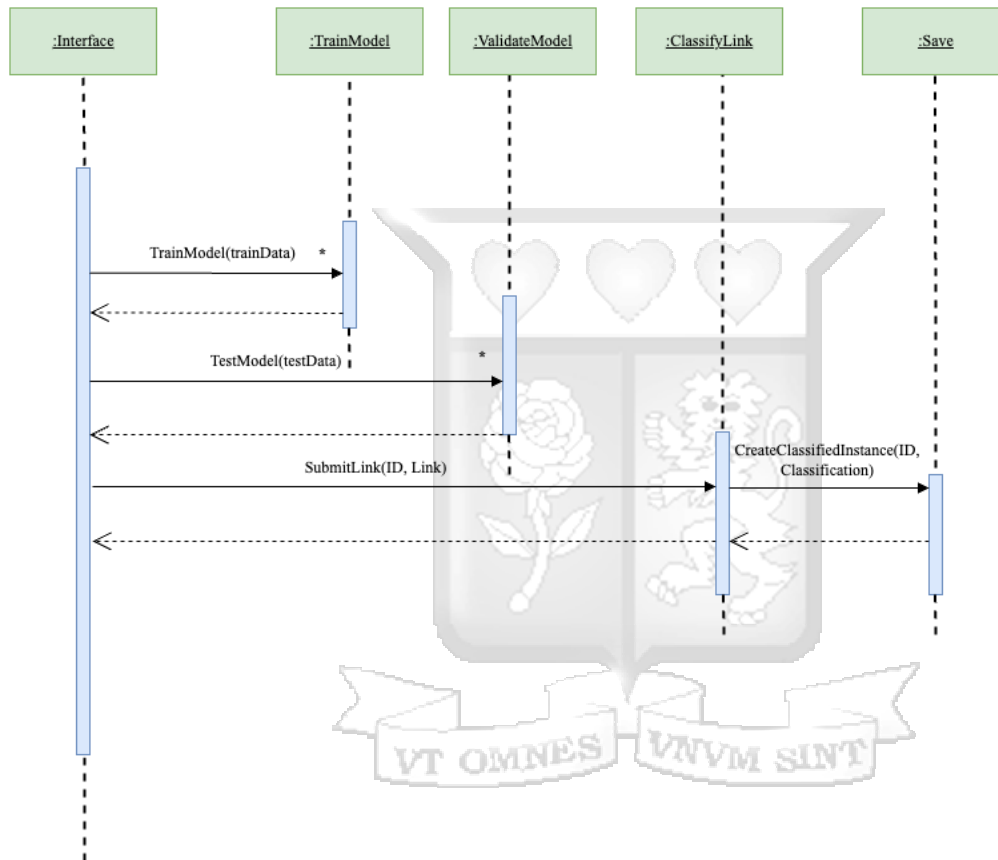 :Interface
:TrainModel
:ValidateModel
:ClassifyLink
:Save
TrainModel(trainData)
*
TestModel(testData)
*
SubmitLink(ID, Link)
CreateClassifiedInstance(ID,
Classification)
VT OMNES
VNVM SINT